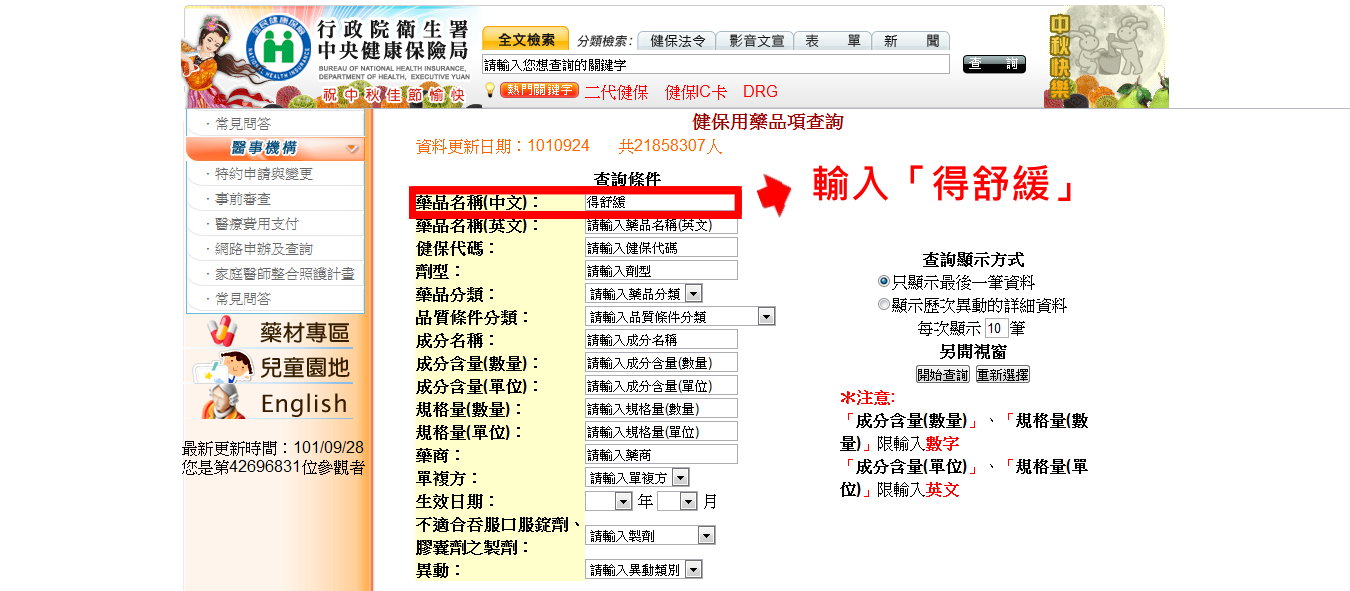 行政院衛生署
中央健康保險局
BUREAU OF NATIONAL HEALTH INSURANCE,
DEPARTMENT OF HEALTH, EXECUTIVE YUAN
祝中秋佳節愉快
全文檢索 分類檢索: 健保法令 影音文宣 表單 新聞
請輸入您想查詢的關鍵字 查詢
熱門關鍵字 二代健保 健保IC卡 DRG
中秋快樂
‧常見問答
醫事機構
‧特約申請與變更
‧事前審查
‧醫療費用支付
‧網路申辦及查詢
‧家庭醫師整合照護計畫
‧常見問答
藥材專區
兒童園地
English
最新更新時間：101/09/28
您是第42696831位參觀者
健保用藥品項查詢
資料更新日期：1010924 共21858307人
查詢條件
藥品名稱(中文)： 得舒緩
輸入「得舒緩」
藥品名稱(英文)： 請輸入藥品名稱(英文)
健保代碼： 請輸入健保代碼
劑型： 請輸入劑型
藥品分類： 請輸入藥品分類
品質條件分類： 請輸入品質條件分類
成分名稱： 請輸入成分名稱
成分含量(數量)： 請輸入成分含量(數量)
成分含量(單位)： 請輸入成分含量(單位)
規格量(數量)： 請輸入規格量(數量)
規格量(單位)： 請輸入規格量(單位)
藥商： 請輸入藥商
單複方： 請輸入單複方
生效日期： 年 月
不適合吞服口服錠劑、
膠囊劑之製劑： 請輸入製劑
異動： 請輸入異動類別
查詢顯示方式
只顯示最後一筆資料
顯示歷次異動的詳細資料
每次顯示 10 筆
另開視窗
開始查詢 重新選擇
＊注意:
「成分含量(數量)」、「規格量(數
量)」限輸入數字
「成分含量(單位)」、「規格量(單
位)」限輸入英文